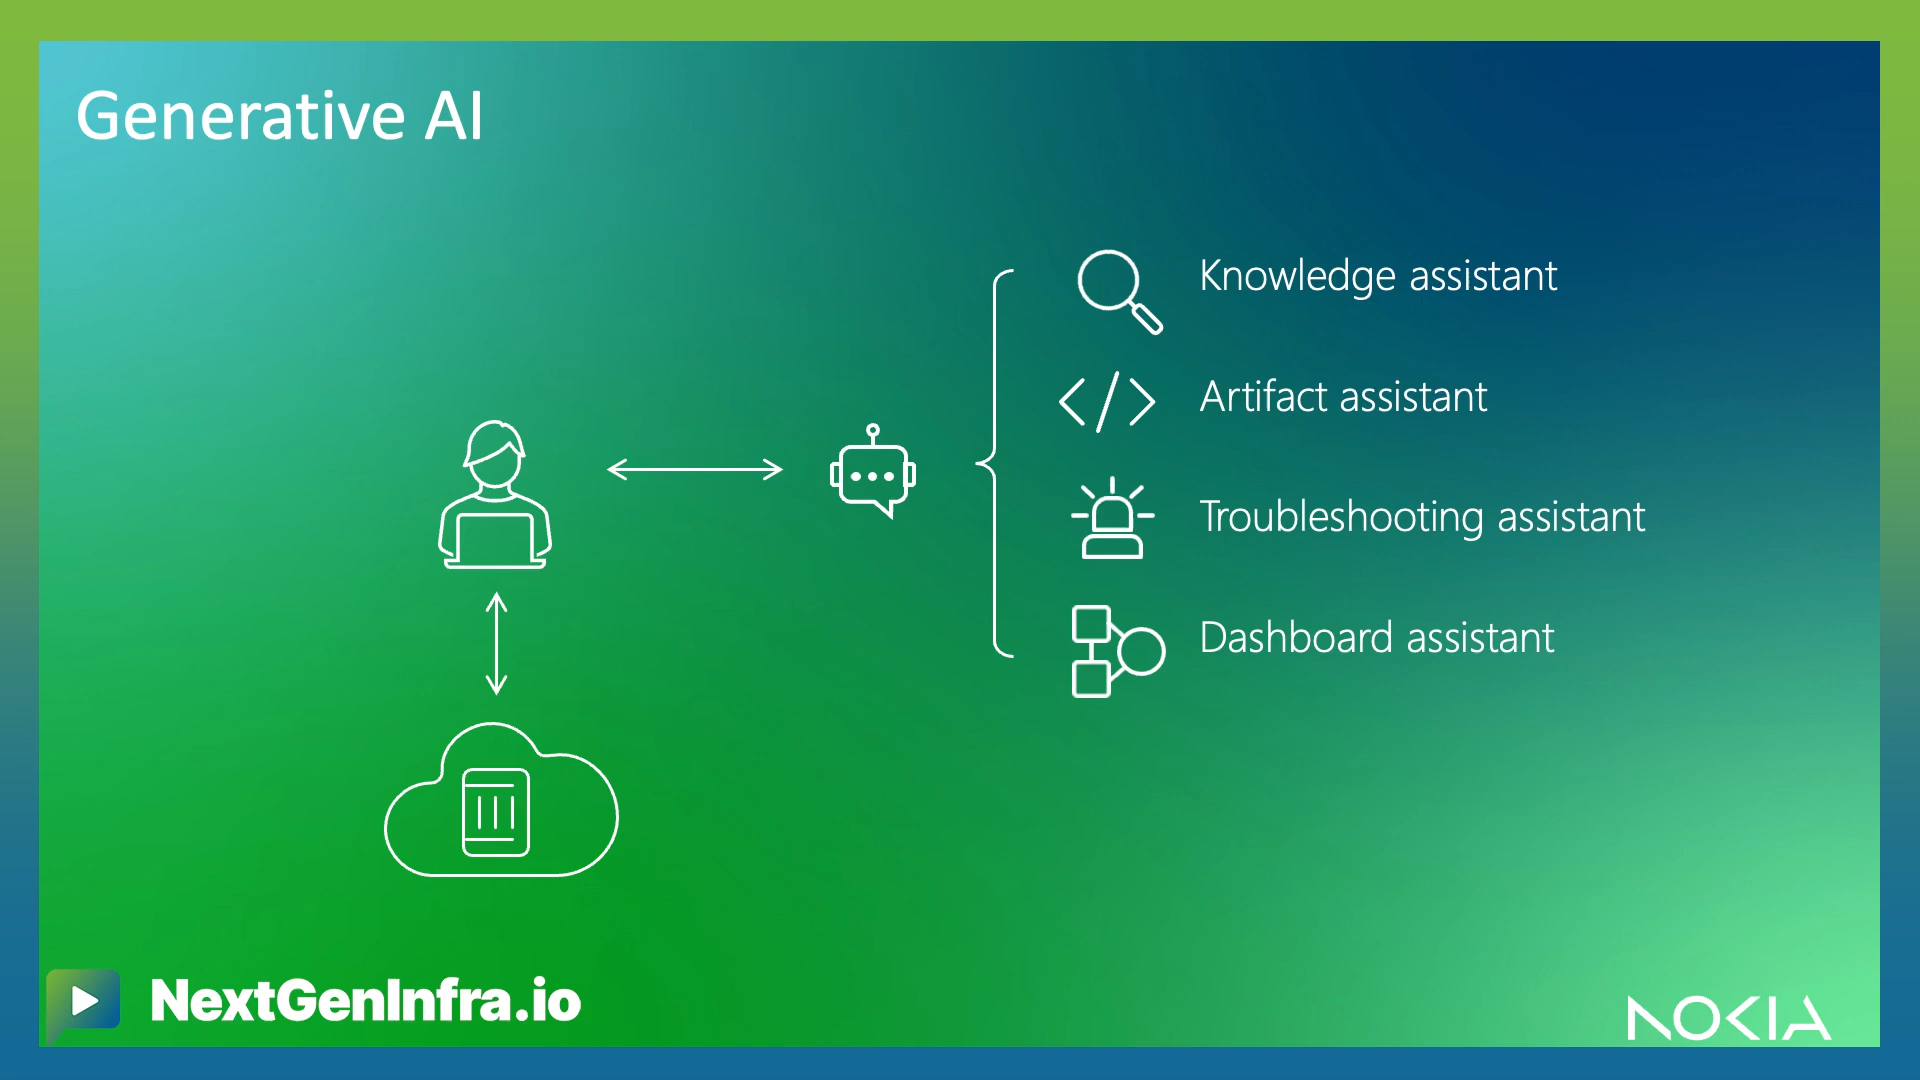 Generative AI
Knowledge assistant
Artifact assistant
Troubleshooting assistant
Dashboard assistant
NextGenInfra.io
NOKIA